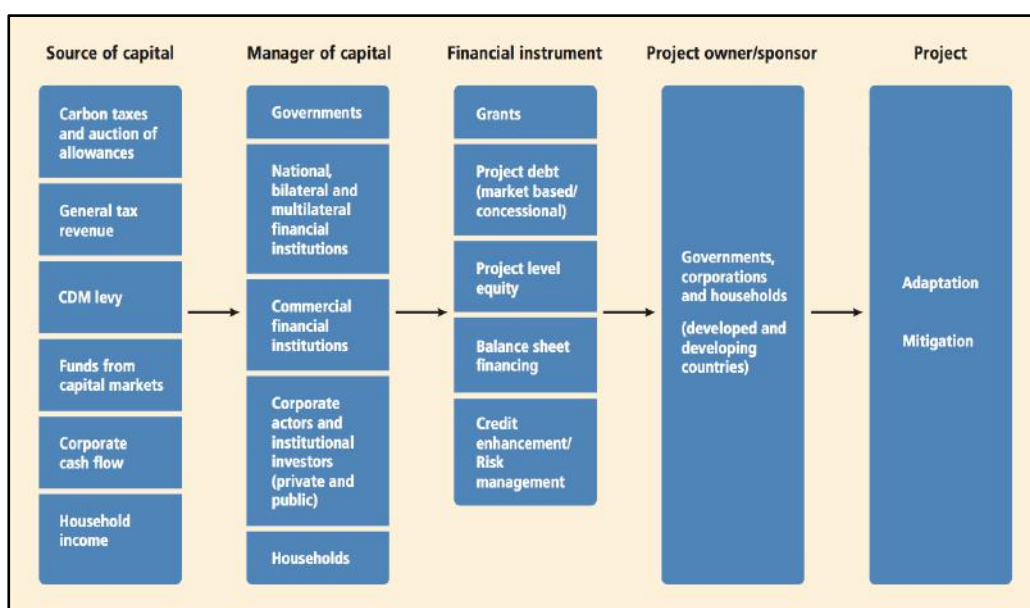 Source of capital
Manager of capital
Financial instrument
Project owner/sponsor
Project
Carbon taxes
and auction of
allowances
General tax
revenue
CDM levy
Funds from
capital markets
Corporate
cash flow
Household
income
Governments
National,
bilateral and
multilateral
financial
institutions
Commercial
financial
institutions
Corporate
actors and
institutional
investors
(private and
public)
Households
Grants
Project debt
(market based/
concessional)
Project level
equity
Balance sheet
financing
Credit
enhancement/
Risk
management
Governments,
corporations
and households
(developed and
developing
countries)
Adaptation
Mitigation